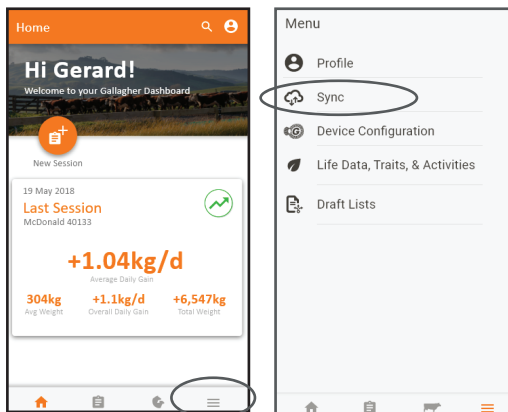 Home
Hi Gerard!
Welcome to your Gallagher Dashboard
New Session
19 May 2018
Last Session
McDonald 40133
+1.04kg/d
Average Daily Gain
304kg +1.1kg/d +6,547kg
Avg Weight Overall Daily Gain Total Weight
Menu
Profile
Sync
G Device Configuration
Life Data, Traits, & Activities
Draft Lists